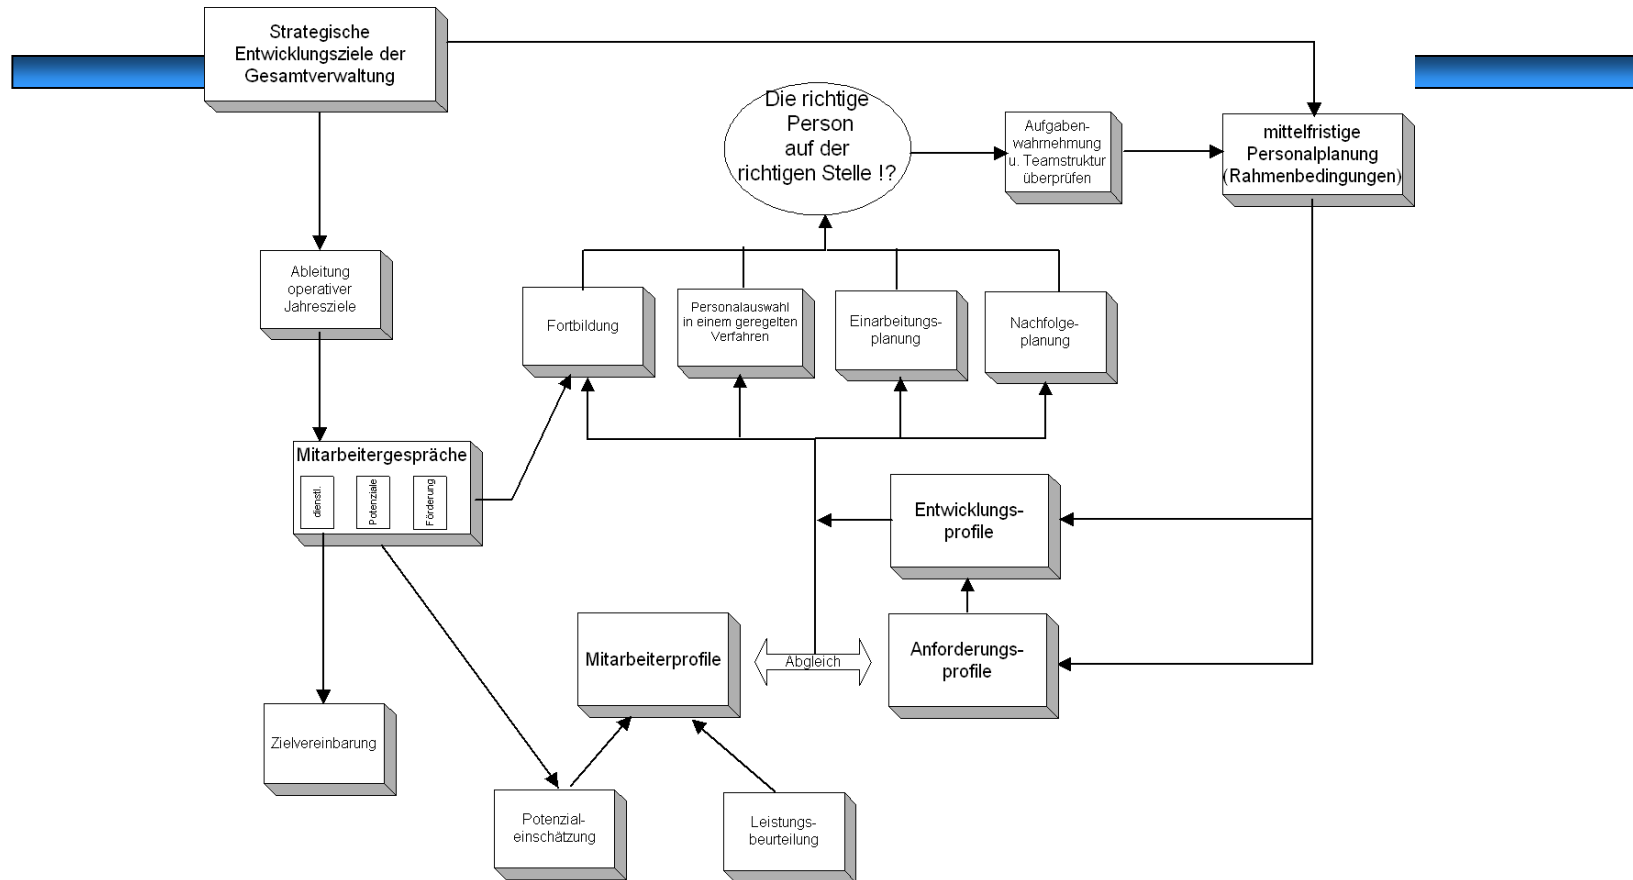 Strategische
Entwicklungsziele der
Gesamtverwaltung
Die richtige
Person
auf der
richtigen Stelle !?
Aufgaben-
wahrnehmung
u. Teamstruktur
überprüfen
mittelfristige
Personalplanung
(Rahmenbedingungen)
Ableitung
operativer
Jahresziele
Fortbildung
Personalauswahl
in einem geregelten
Verfahren
Einarbeitungs-
planung
Nachfolge-
planung
Mitarbeitergespräche
dienstl.
Potenziale
Förderung
Entwicklungs-
profile
Mitarbeiterprofile
Abgleich
Anforderungs-
profile
Zielvereinbarung
Potenzial-
einschätzung
Leistungs-
beurteilung